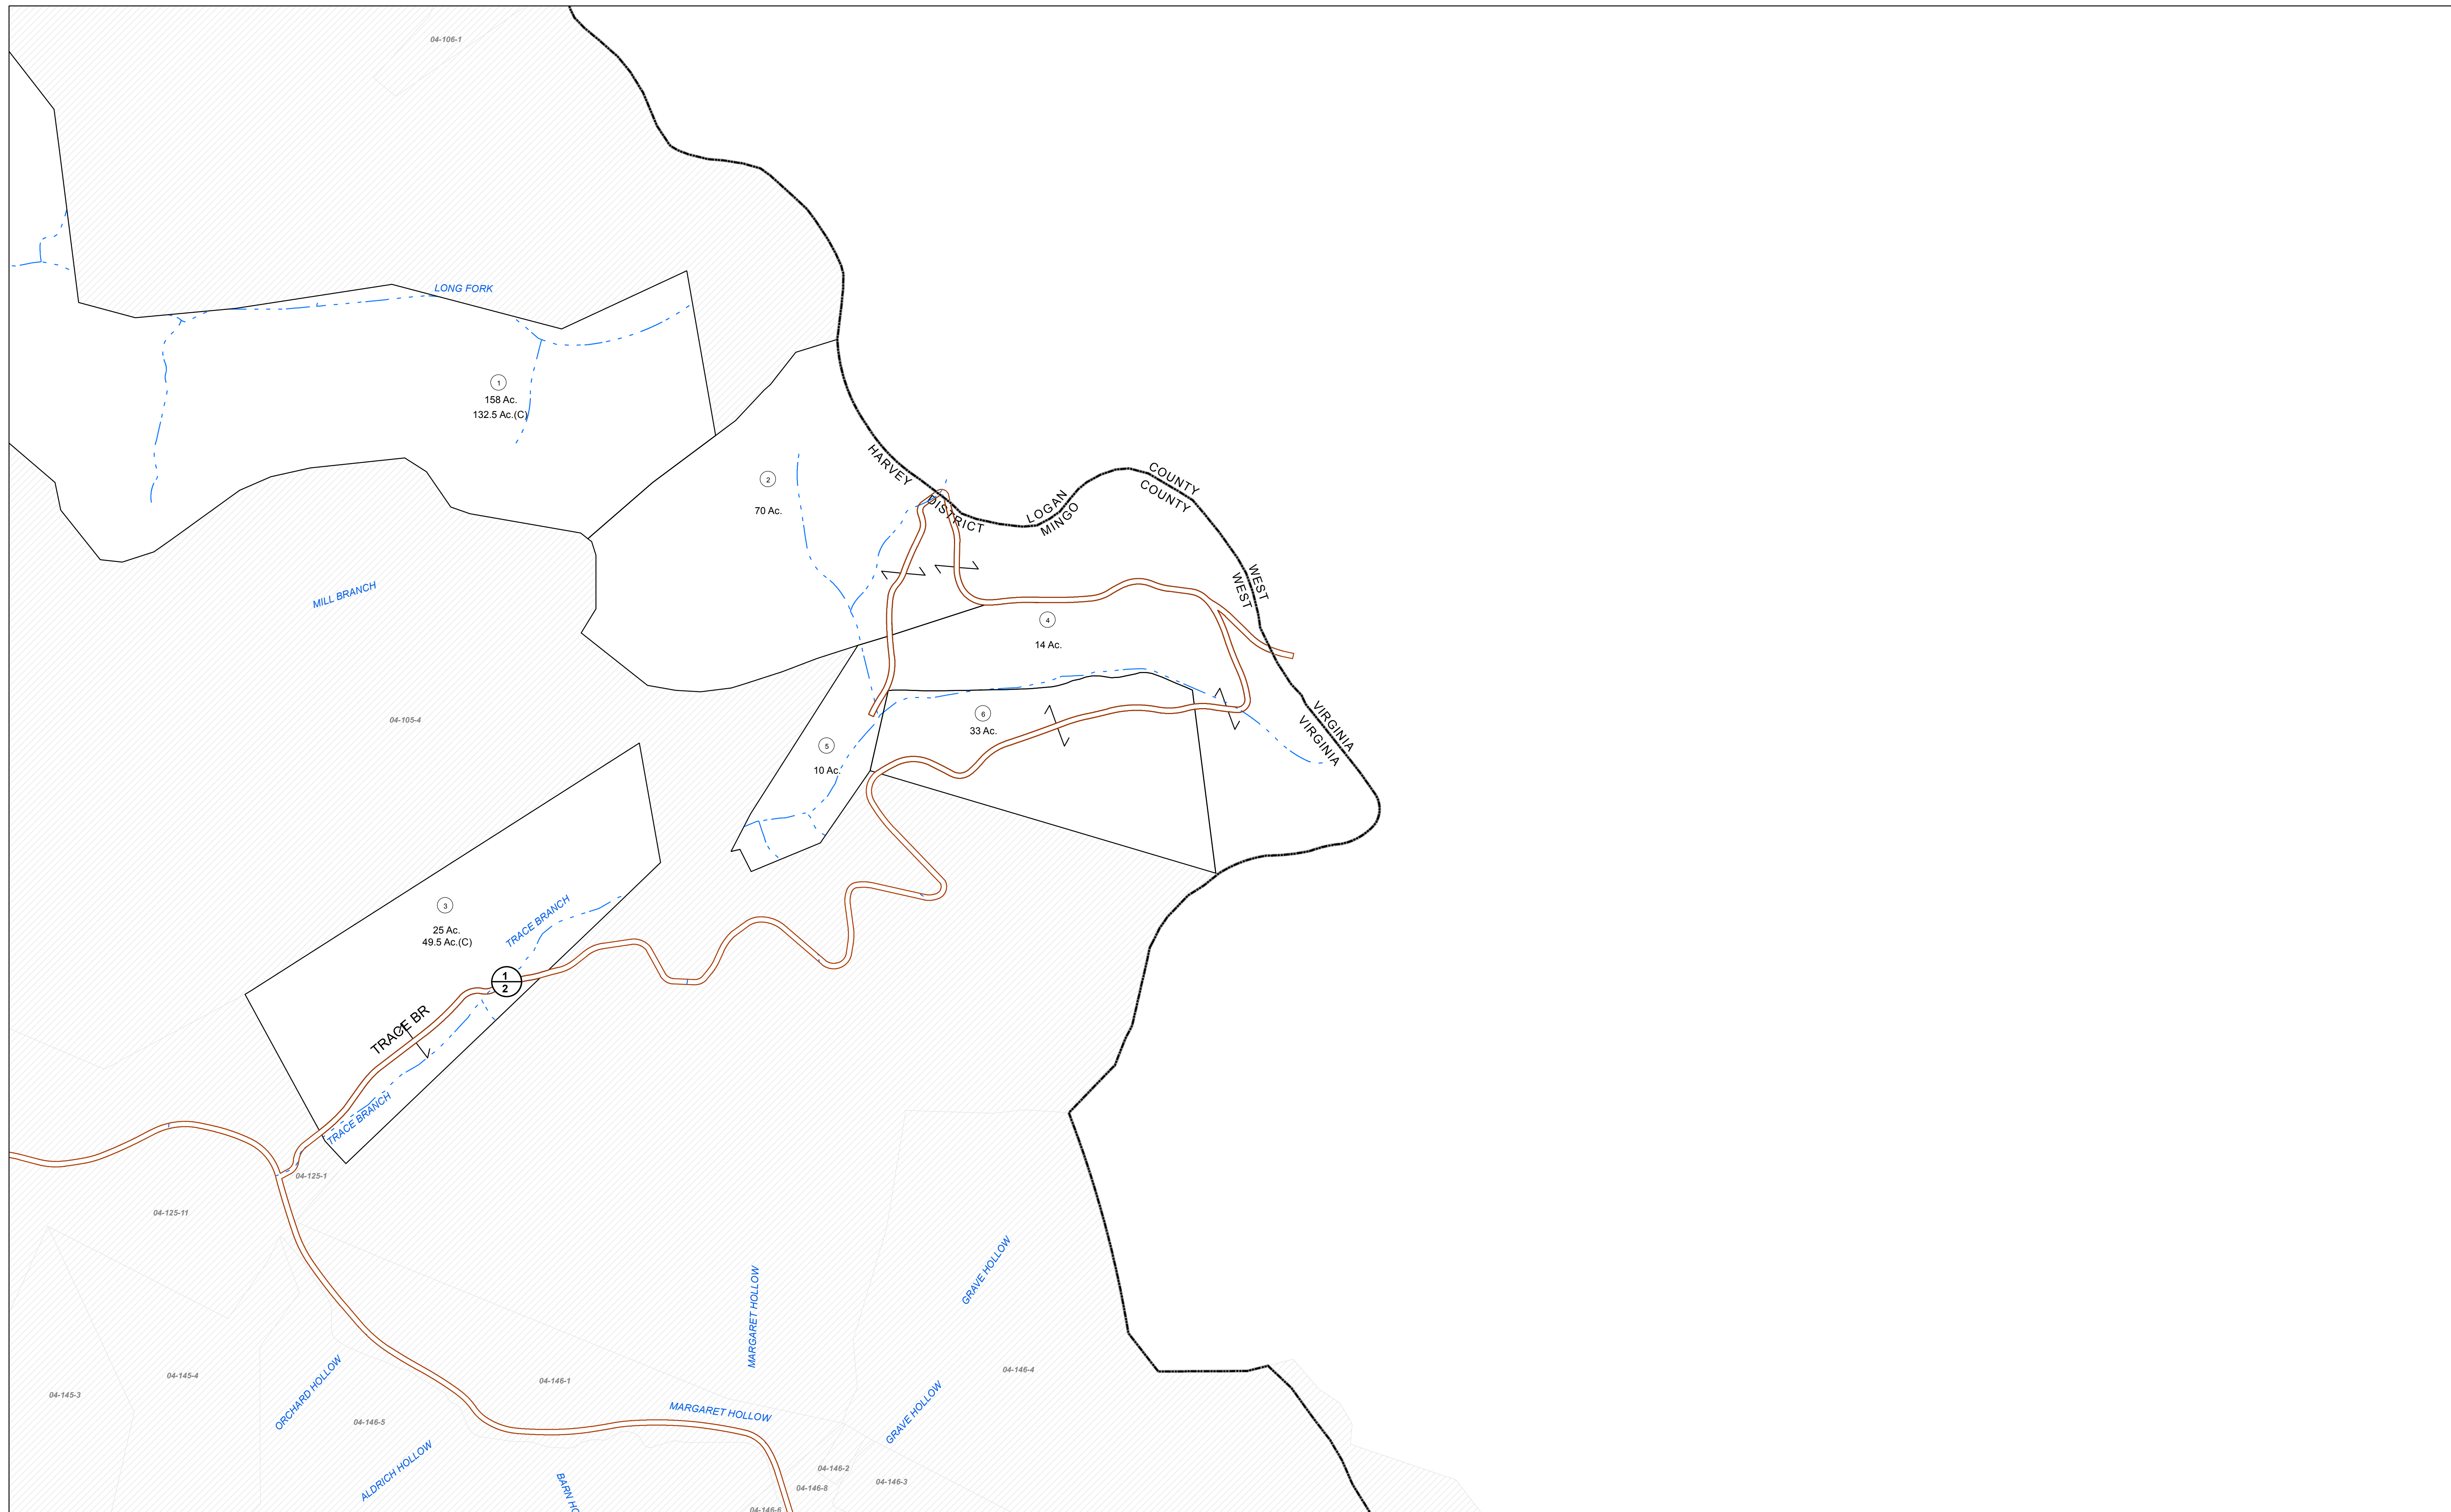 04-106-1
LONG FORK
1
158 Ac.
132.5 Ac.(C)
2
70 Ac.
HARVEY DISTRICT
LOGAN COUNTY WEST VIRGINIA
MINGO COUNTY WEST VIRGINIA
MILL BRANCH
4
14 Ac.
04-105-4
6
33 Ac.
5
10 Ac.
3
25 Ac.
49.5 Ac.(C)
TRACE BRANCH
1
2
TRACE BR
TRACE BRANCH
04-125-1
04-125-11
GRAVE HOLLOW
MARGARET HOLLOW
04-145-3
04-145-4
ORCHARD HOLLOW
04-146-1
04-146-4
04-146-5
MARGARET HOLLOW
GRAVE HOLLOW
ALDRICH HOLLOW
BARN HO
04-146-2
04-146-3
04-146-8
04-146-6